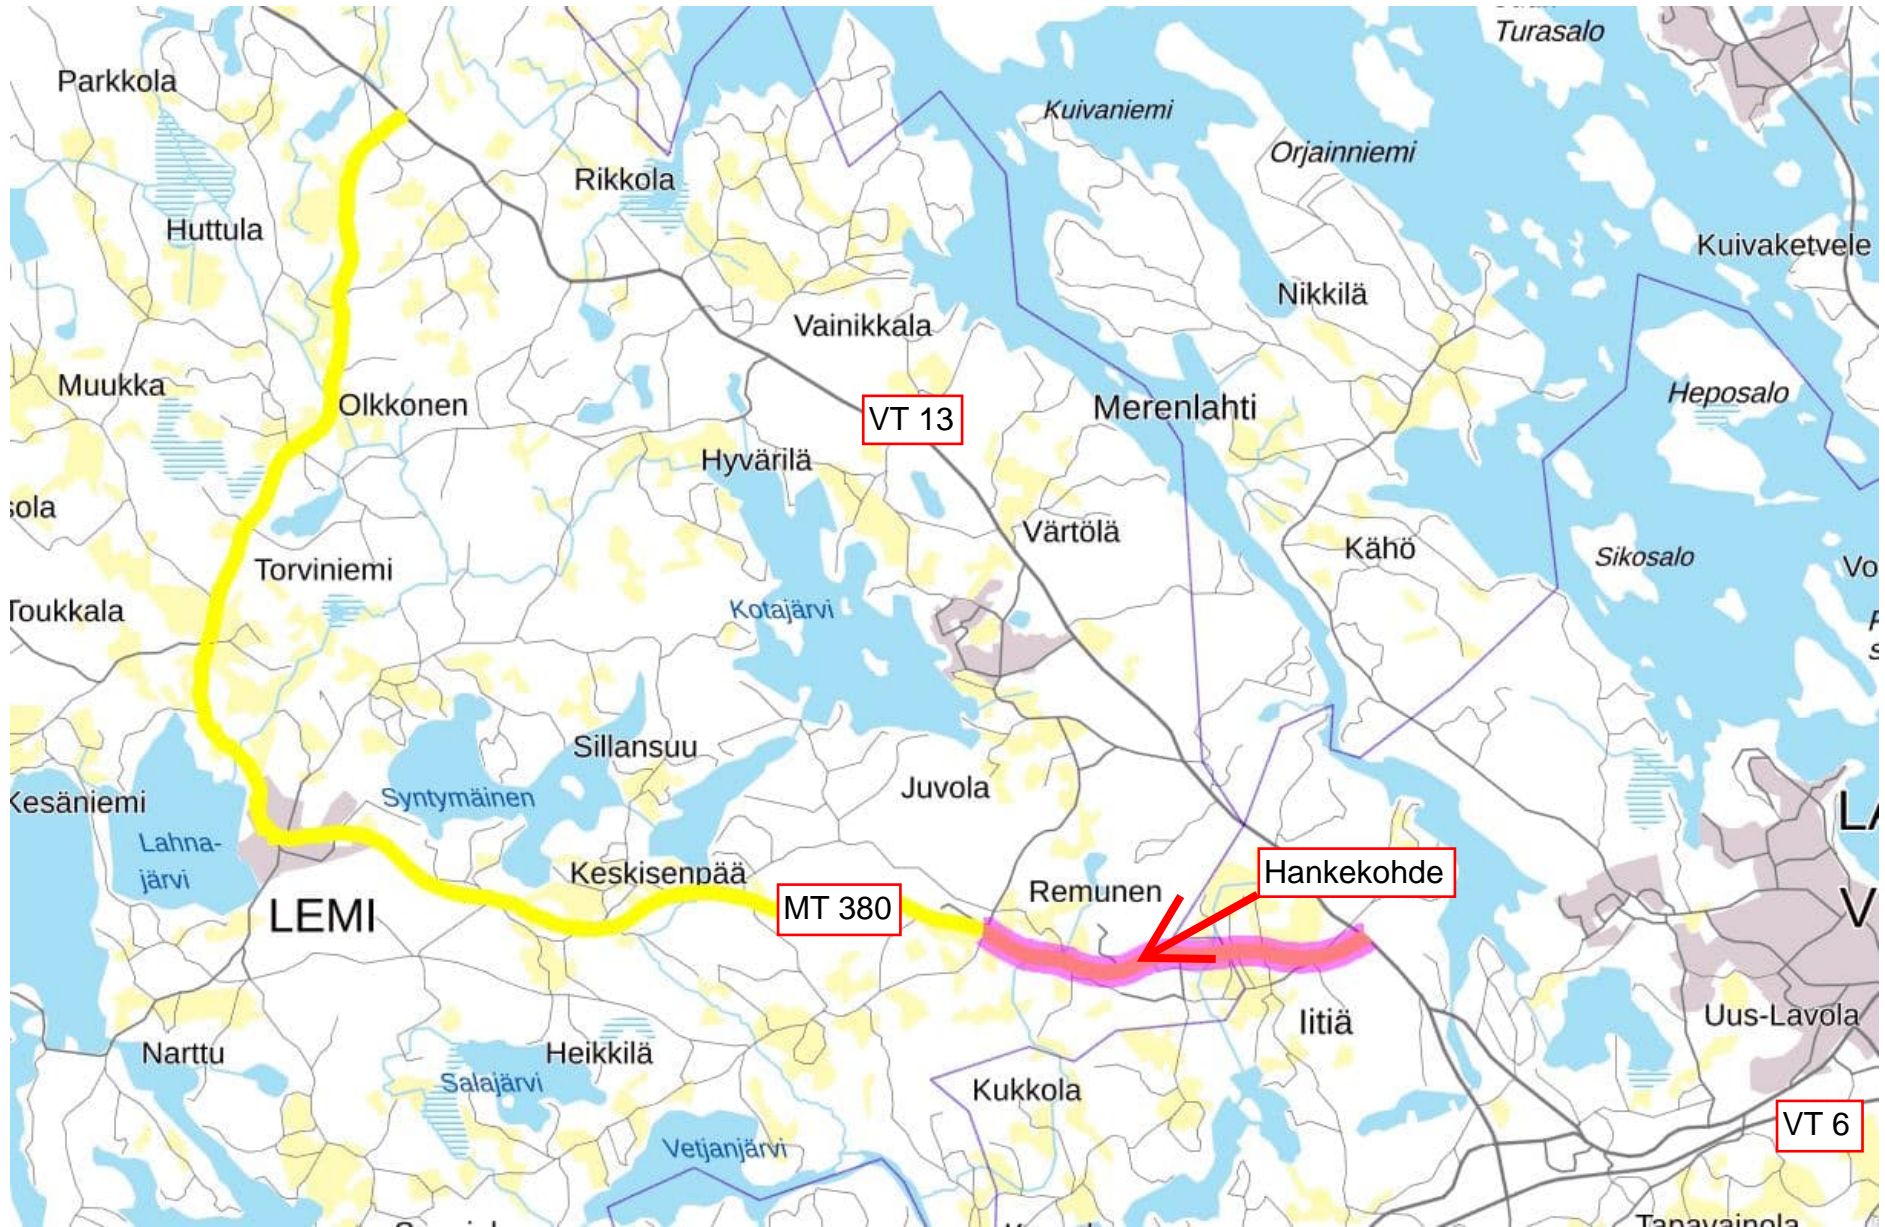 Turasalo
Parkkola
Kuivaniemi
Orjainniemi
Rikkola
Huttula
Kuivaketvele
Nikkilä
Vainikkala
Muukka
Olkkonen
VT 13
Merenlahti
Heposalo
Hyvärilä
sola
Värtölä
Kähö
Sikosalo
Torviniemi
Vo
Toukkala
Kotajärvi
Sillansuu
Juvola
Kesäniemi
Syntymäinen
Lahna-
järvi
Keskisenpää
Hankekohde
Remunen
LEMI
MT 380
V
Uus-Lavola
Iitiä
Narttu
Heikkilä
Salajärvi
Kukkola
VT 6
Vetjanjärvi
Tapavainola